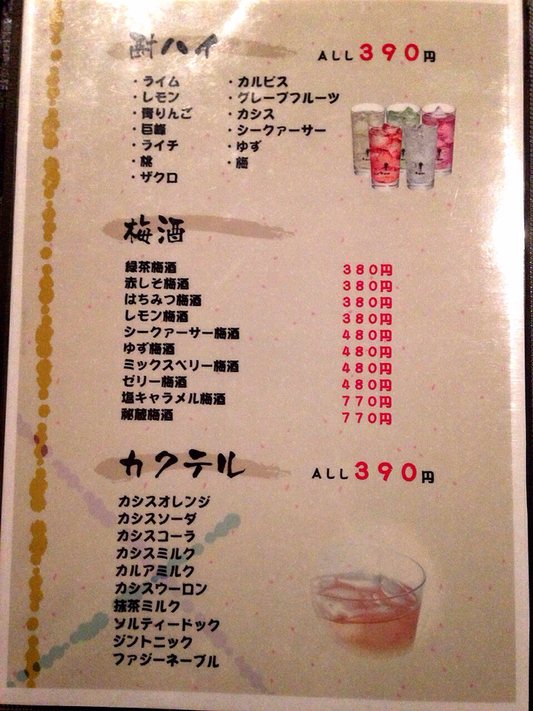 酎ハイ ALL390円
・ライム ・カルピス
・レモン ・グレープフルーツ
・青りんご ・カシス
・巨峰 ・シークァーサー
・ライチ ・ゆず
・桃 ・梅
・ザクロ
梅酒
緑茶梅酒 380円
赤しそ梅酒 380円
はちみつ梅酒 380円
レモン梅酒 380円
シークァーサー梅酒 480円
ゆず梅酒 480円
ミックスベリー梅酒 480円
ゼリー梅酒 480円
塩キャラメル梅酒 770円
秘蔵梅酒 770円
カクテル ALL390円
カシスオレンジ
カシスソーダ
カシスコーラ
カシスミルク
カルアミルク
カシスウーロン
抹茶ミルク
ソルティードック
ジントニック
ファジーネーブル